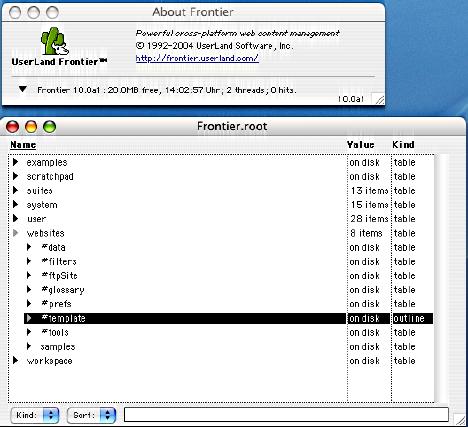 About Frontier
Powerful cross-platform web content management
© 1992-2004 UserLand Software, Inc.
http://frontier.userland.com/
UserLand Frontier™
Frontier 10.0a1: 20.0MB free, 14:02:57 Uhr; 2 threads; 0 hits.
10.0a1
Frontier.root
Name Value Kind
examples on disk table
scratchpad on disk table
suites 13 items table
system 15 items table
user 28 items table
websites 8 items table
#data on disk table
#filters on disk table
#ftpSite on disk table
#glossary on disk table
#prefs on disk table
#template on disk outline
#tools on disk table
samples on disk table
workspace on disk table
Kind: Sort: